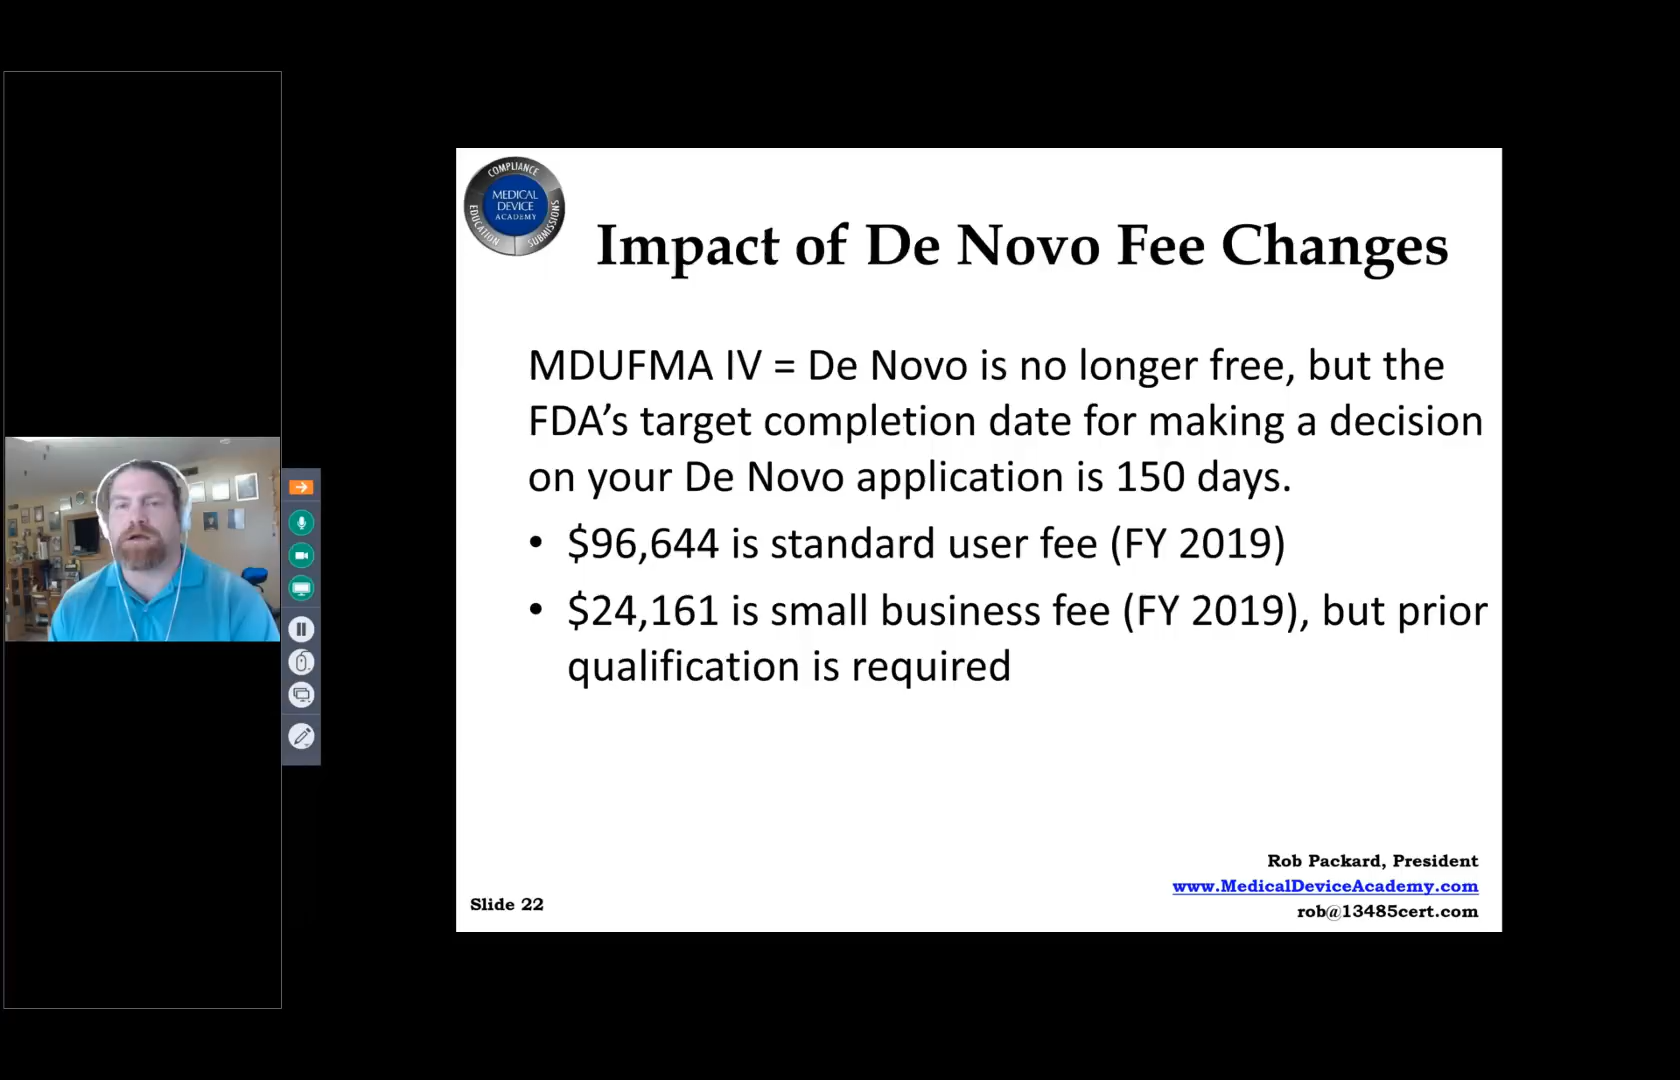 COMPLIANCE
MEDICAL
DEVICE
ACADEMY
EDUCATION
SUBMISSIONS
Impact of De Novo Fee Changes
MDUFMA IV = De Novo is no longer free, but the
FDA’s target completion date for making a decision
on your De Novo application is 150 days.
• $96,644 is standard user fee (FY 2019)
• $24,161 is small business fee (FY 2019), but prior
qualification is required
Rob Packard, President
www.MedicalDeviceAcademy.com
rob@13485cert.com
Slide 22